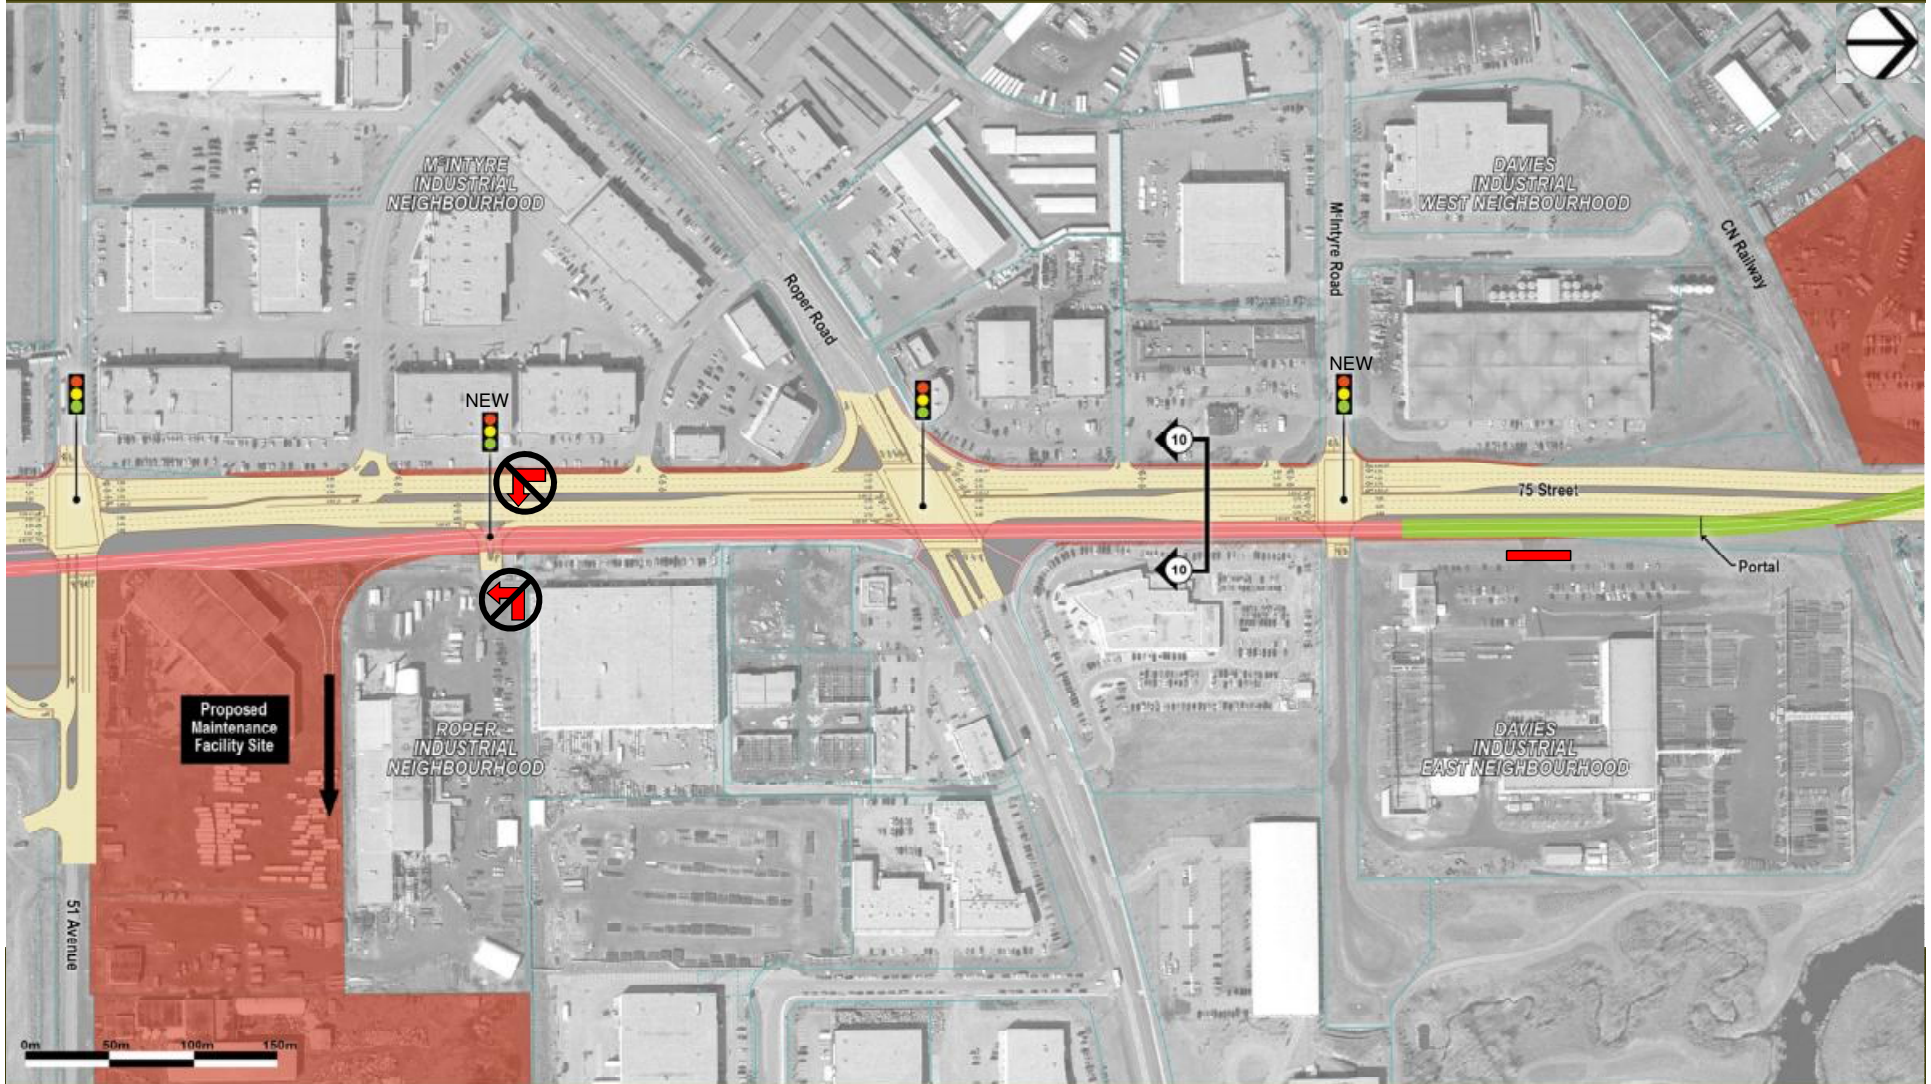 MCINTYRE
INDUSTRIAL
NEIGHBOURHOOD
DAVIES
INDUSTRIAL
WEST NEIGHBOURHOOD
McIntyre Road
CN Railway
Roper Road
NEW
NEW
10
75 Street
10
Portal
Proposed
Maintenance
Facility Site
ROPER
INDUSTRIAL
NEIGHBOURHOOD
DAVIES
INDUSTRIAL
EAST NEIGHBOURHOOD
51 Avenue
0m 50m 100m 150m